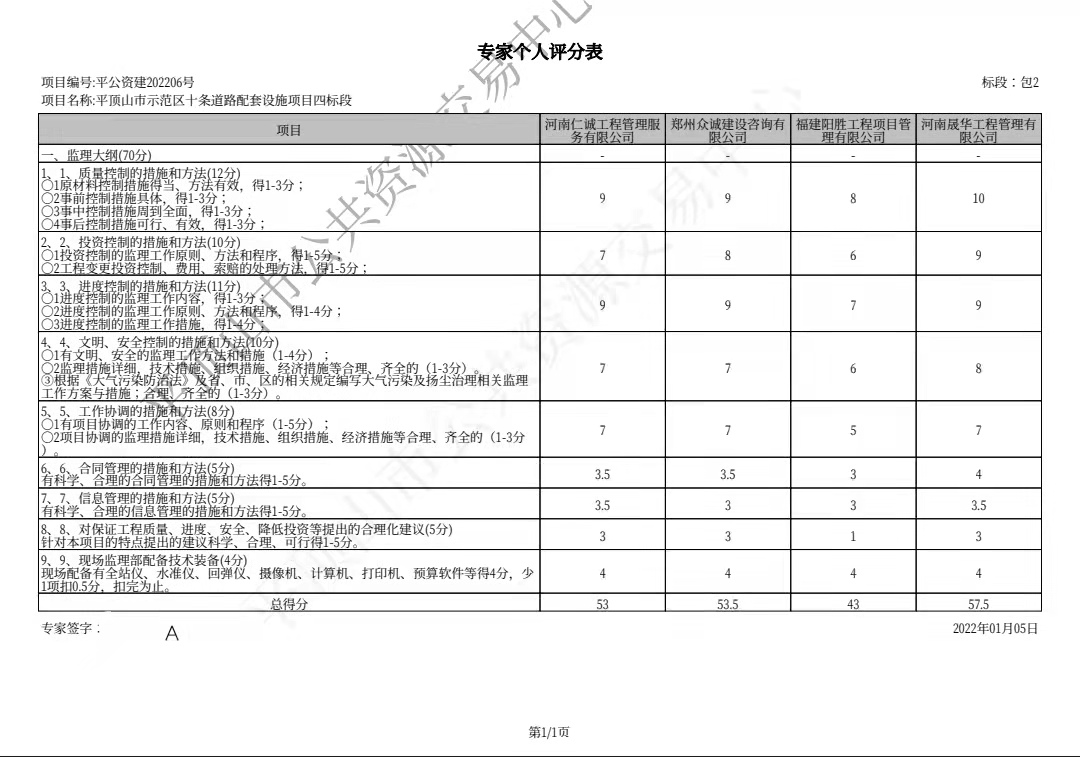 专家个人评分表
项目编号:平公资建202206号
标段：包2
项目名称:平顶山市示范区十条道路配套设施项目四标段
项目
河南仁诚工程管理服务有限公司
郑州众诚建设咨询有限公司
福建阳胜工程项目管理有限公司
河南晟华工程管理有限公司
一、监理大纲(70分) - - - -
1、1、质量控制的措施和方法(12分)
○1原材料控制措施得当、方法有效，得1-3分；
○2事前控制措施具体，得1-3分；
○3事中控制措施周到全面，得1-3分；
○4事后控制措施可行、有效，得1-3分；
9 9 8 10
2、2、投资控制的措施和方法(10分)
○1投资控制的监理工作原则、方法和程序，得1-5分；
○2工程变更投资控制、费用、索赔的处理方法，得1-5分；
7 8 6 9
3、3、进度控制的措施和方法(11分)
○1进度控制的监理工作内容，得1-3分；
○2进度控制的监理工作原则、方法和程序，得1-4分；
○3进度控制的监理工作措施，得1-4分；
9 9 7 9
4、4、文明、安全控制的措施和方法(10分)
○1有文明、安全的监理工作方法和措施（1-4分）；
○2监理措施详细，技术措施、组织措施、经济措施等合理、齐全的（1-3分）。
③根据《大气污染防治法》及省、市、区的相关规定编写大气污染及扬尘治理相关监理
工作方案与措施；合理、齐全的（1-3分）。
7 7 6 8
5、5、工作协调的措施和方法(8分)
○1有项目协调的工作内容、原则和程序（1-5分）；
○2项目协调的监理措施详细，技术措施、组织措施、经济措施等合理、齐全的（1-3分
）。
7 7 5 7
6、6、合同管理的措施和方法(5分)
有科学、合理的合同管理的措施和方法得1-5分。
3.5 3.5 3 4
7、7、信息管理的措施和方法(5分)
有科学、合理的信息管理的措施和方法得1-5分。
3.5 3 3 3.5
8、8、对保证工程质量、进度、安全、降低投资等提出的合理化建议(5分)
针对本项目的特点提出的建议科学、合理、可行得1-5分。
3 3 1 3
9、9、现场监理部配备技术装备(4分)
现场配备有全站仪、水准仪、回弹仪、摄像机、计算机、打印机、预算软件等得4分，少
1项扣0.5分，扣完为止。
4 4 4 4
总得分 53 53.5 43 57.5
专家签字： A
2022年01月05日
第1/1页
平顶山市公共资源交易中心
平顶山市公共资源交易中心